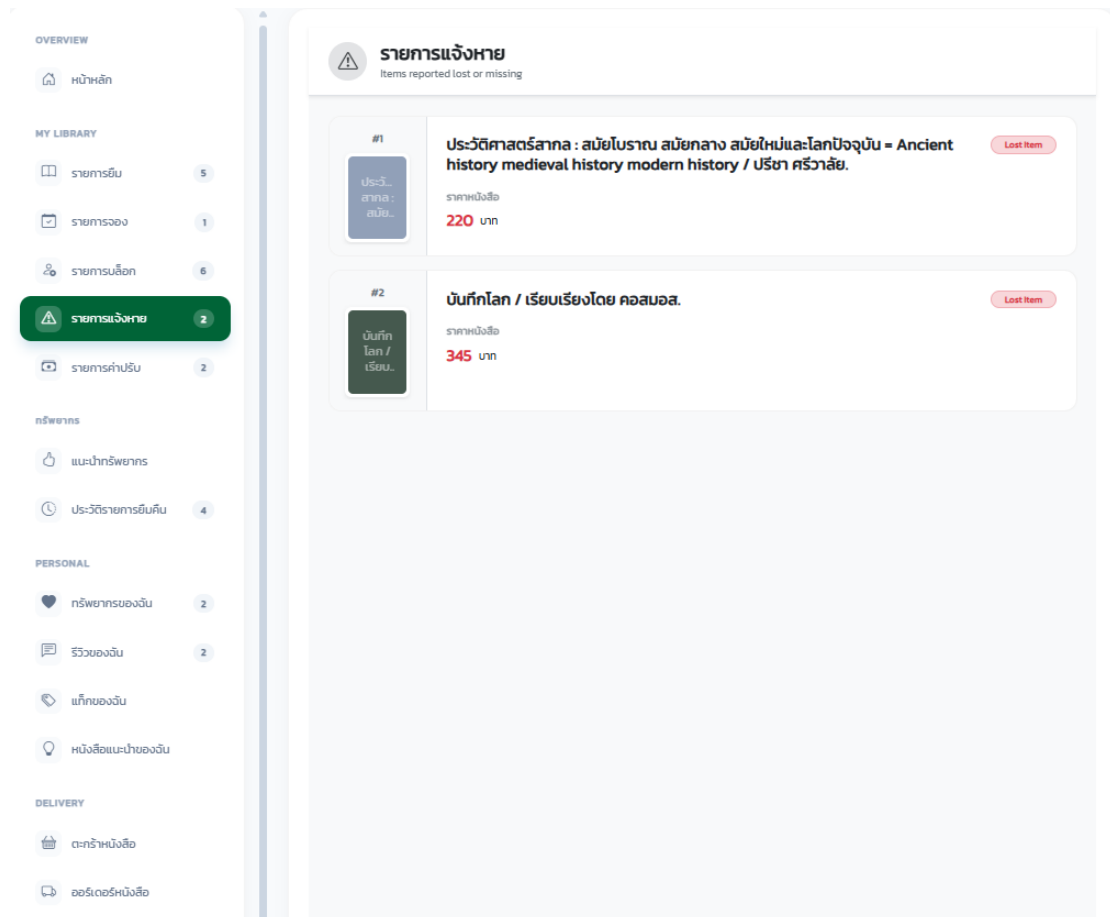 OVERVIEW
หน้าหลัก
MY LIBRARY
รายการยืม 5
รายการจอง 1
รายการบล็อก 6
รายการแจ้งหาย 2
รายการค่าปรับ 2
ทรัพยากร
แนะนำทรัพยากร
ประวัติรายการยืมคืน 4
PERSONAL
ทรัพยากรของฉัน 2
รีวิวของฉัน 2
แท็กของฉัน
หนังสือแนะนำของฉัน
DELIVERY
ตะกร้าหนังสือ
ออร์เดอร์หนังสือ
รายการแจ้งหาย
Items reported lost or missing
#1
ประวั...
สากล :
สมัย..
ประวัติศาสตร์สากล : สมัยโบราณ สมัยกลาง สมัยใหม่และโลกปัจจุบัน = Ancient
history medieval history modern history / ปรีชา ศรีวาลัย.
Lost Item
ราคาหนังสือ
220 บาท
#2
บันทึก
โลก /
เรียบ..
บันทึกโลก / เรียบเรียงโดย คอสมอส.
Lost Item
ราคาหนังสือ
345 บาท